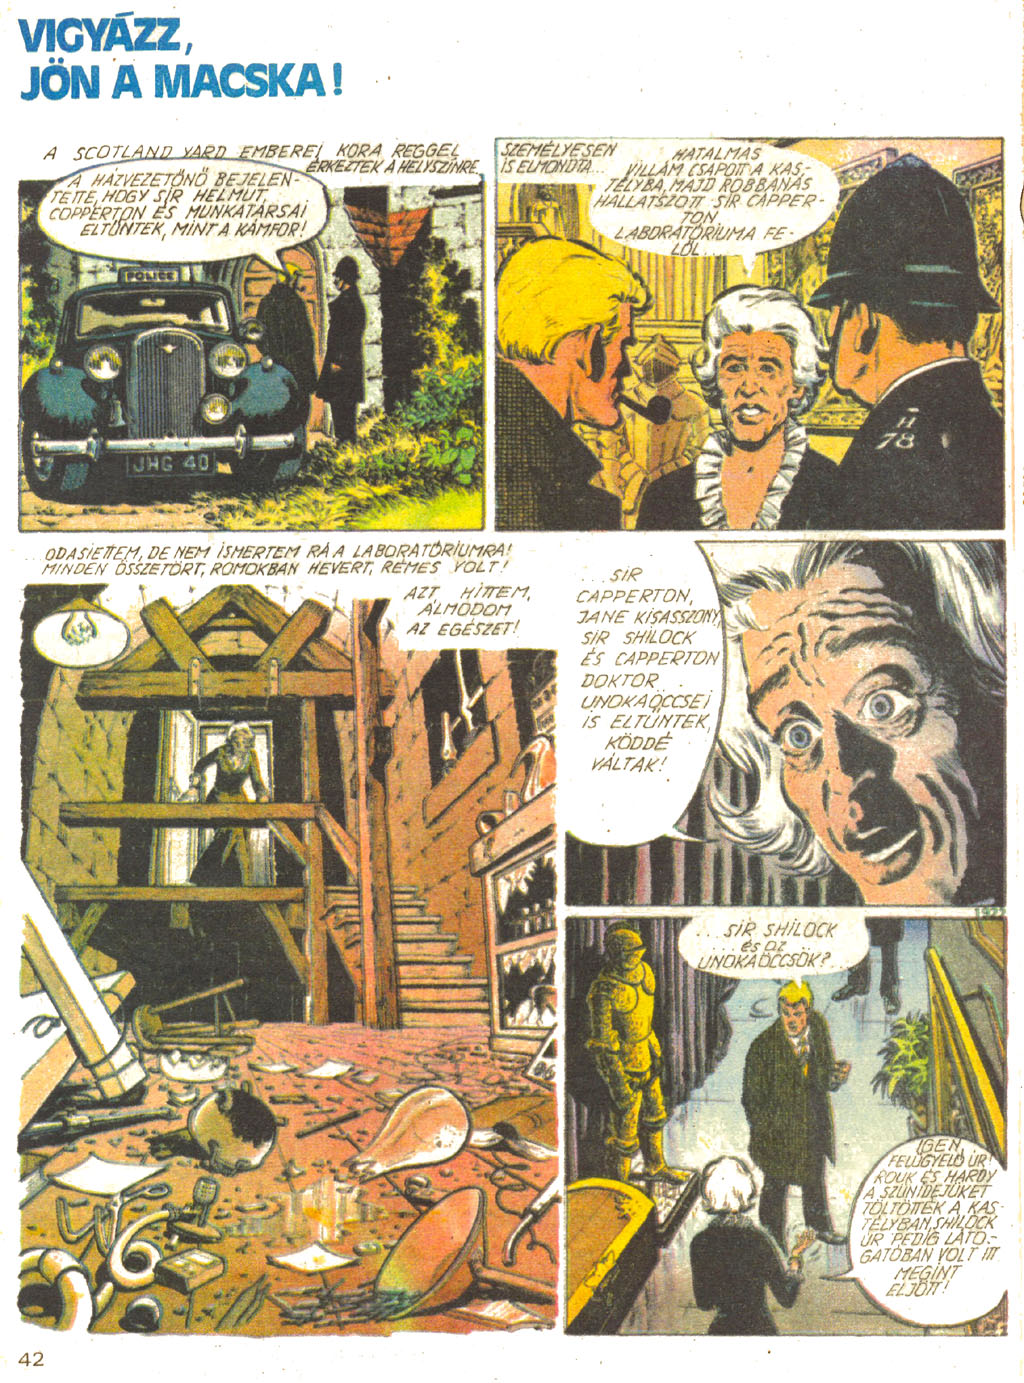 VIGYÁZZ,
JÖN A MACSKA!
A SCOTLAND YARD EMBEREI KORA REGGEL
ÉRKEZTEK A HELYSZÍNRE.
A HÁZVEZETŐNŐ BEJELEN-
TETTE, HOGY SIR HELMUT,
COPPERTON ÉS MUNKATÁRSAI
ELTŰNTEK, MINT A KÁMFOR!
POLICE
JHG 40
SZEMÉLYESEN
IS ELMONDTA...
HATALMAS
VILLÁM CSAPOTT A KAS-
TÉLYBA, MAJD ROBBANÁS
HALLATSZOTT SIR CAPPER-
TON
LABORATÓRIUMA FE-
LŐL...
H
78
...ODASIETTEM, DE NEM ISMERTEM RÁ A LABORATÓRIUMRA!
MINDEN ÖSSZETÖRT, ROMOKBAN HEVERT, RÉMES VOLT!
AZT HITTEM,
ÁLMODOM
AZ EGÉSZET!
...SIR
CAPPERTON,
JANE KISASSZONY,
SIR SHILOCK
ÉS CAPPERTON
DOKTOR
UNOKAÖCCSEI
IS ELTŰNTEK,
KÖDDÉ
VÁLTAK!
...SIR SHILOCK
....és az
UNOKAÖCCSÖK?...
IGEN,
FELÜGYELŐ ÚR!
KOUK ÉS HARDY
A SZÜNIDEJÜKET
TÖLTÖTTÉK A KAS-
TÉLYBAN, SHILOCK
ÚR PEDIG LÁTO-
GATÓBAN VOLT ITT.
MEGINT
ELJÖTT!
42